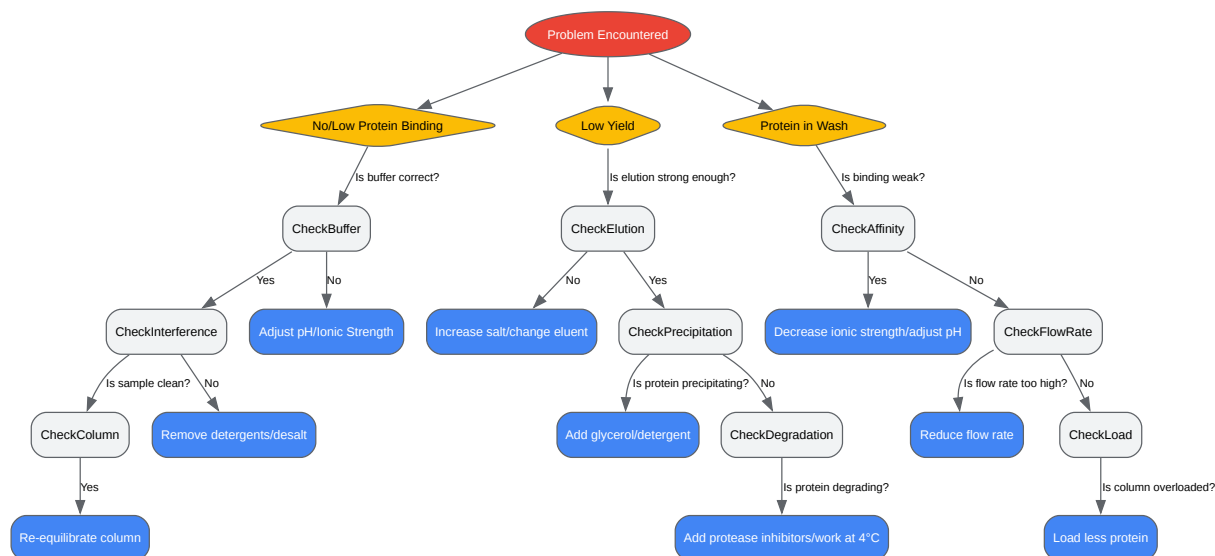 Problem Encountered
No/Low Protein Binding
Low Yield
Protein in Wash
Is buffer correct?
Is elution strong enough?
Is binding weak?
CheckBuffer
CheckElution
CheckAffinity
Yes
No
No
Yes
Yes
No
CheckInterference
Adjust pH/Ionic Strength
Increase salt/change eluent
CheckPrecipitation
Decrease ionic strength/adjust pH
CheckFlowRate
Is sample clean?
No
Is protein precipitating?
No
Is flow rate too high?
No
CheckColumn
Remove detergents/desalt
Add glycerol/detergent
CheckDegradation
Reduce flow rate
CheckLoad
Yes
Is protein degrading?
Is column overloaded?
Re-equilibrate column
Add protease inhibitors/work at 4°C
Load less protein